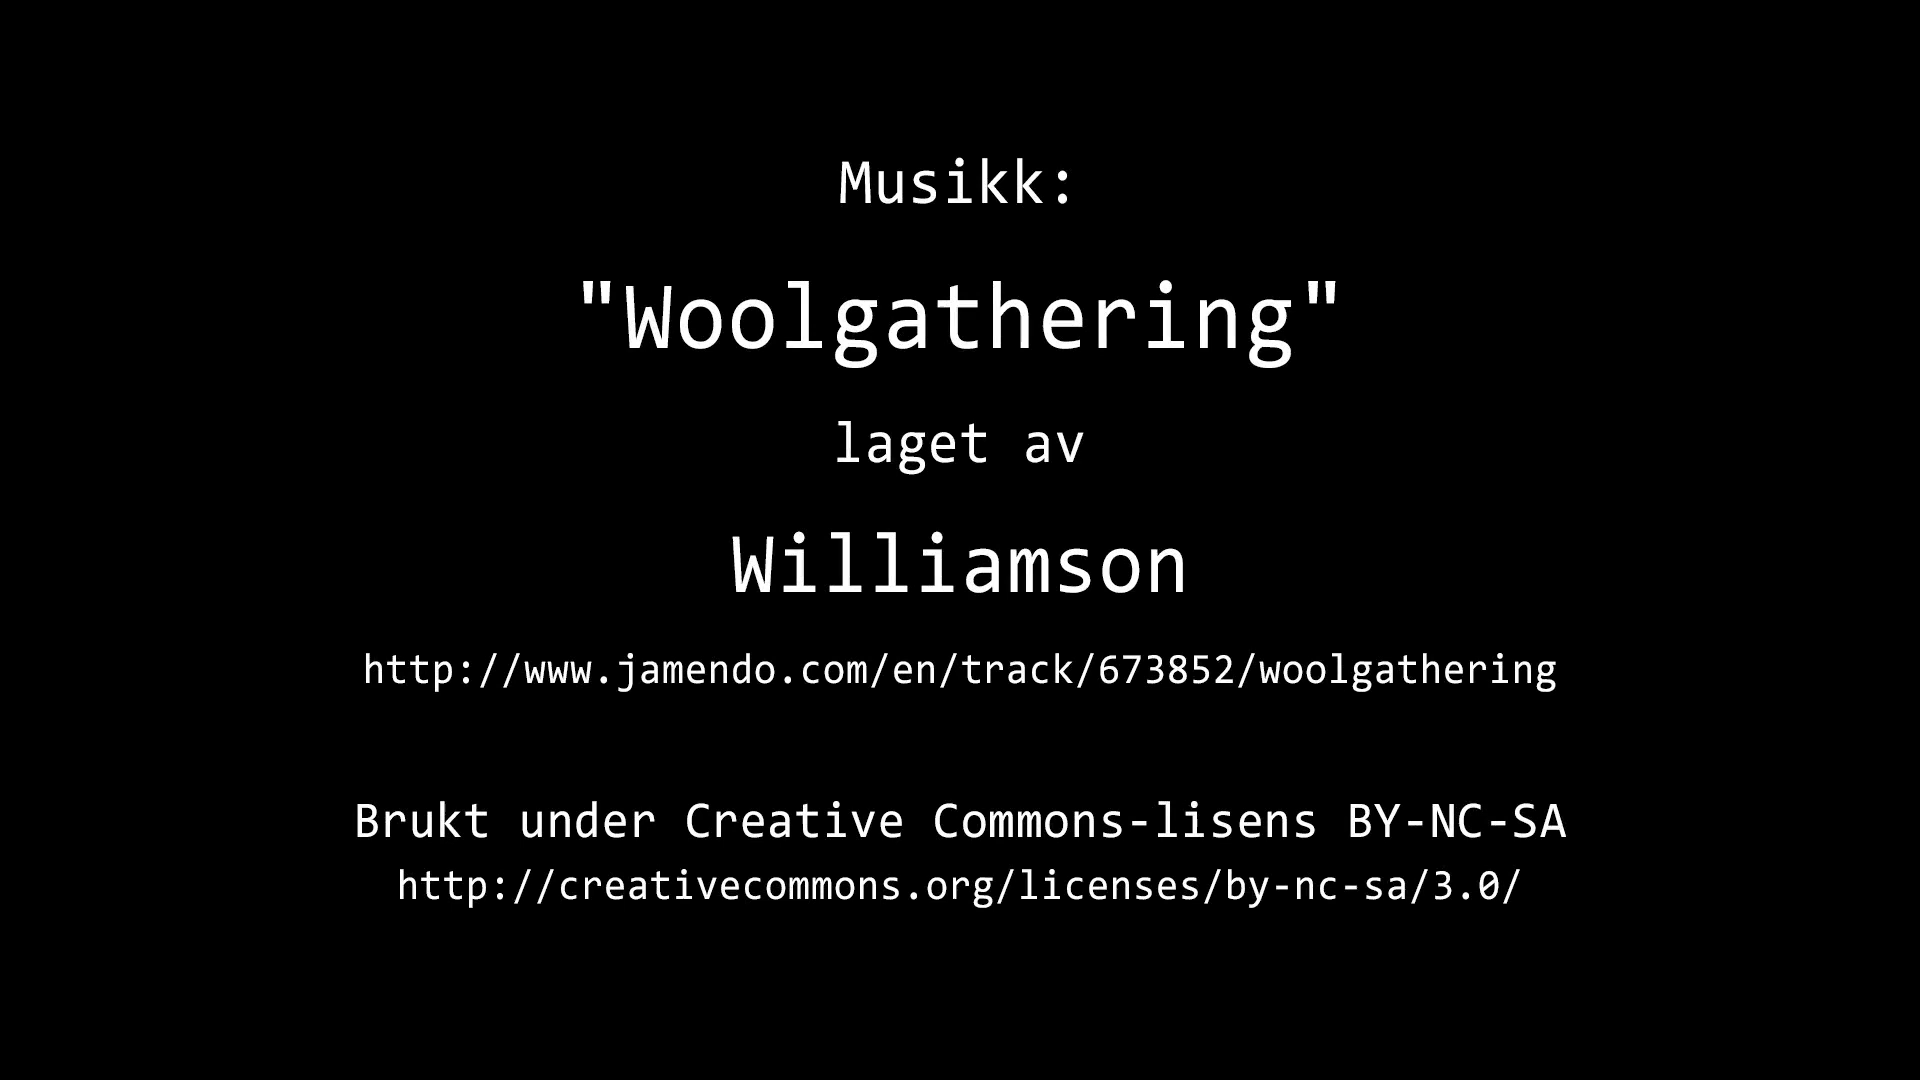 Musikk:
"Woolgathering"
laget av
Williamson
http://www.jamendo.com/en/track/673852/woolgathering
Brukt under Creative Commons-lisens BY-NC-SA
http://creativecommons.org/licenses/by-nc-sa/3.0/